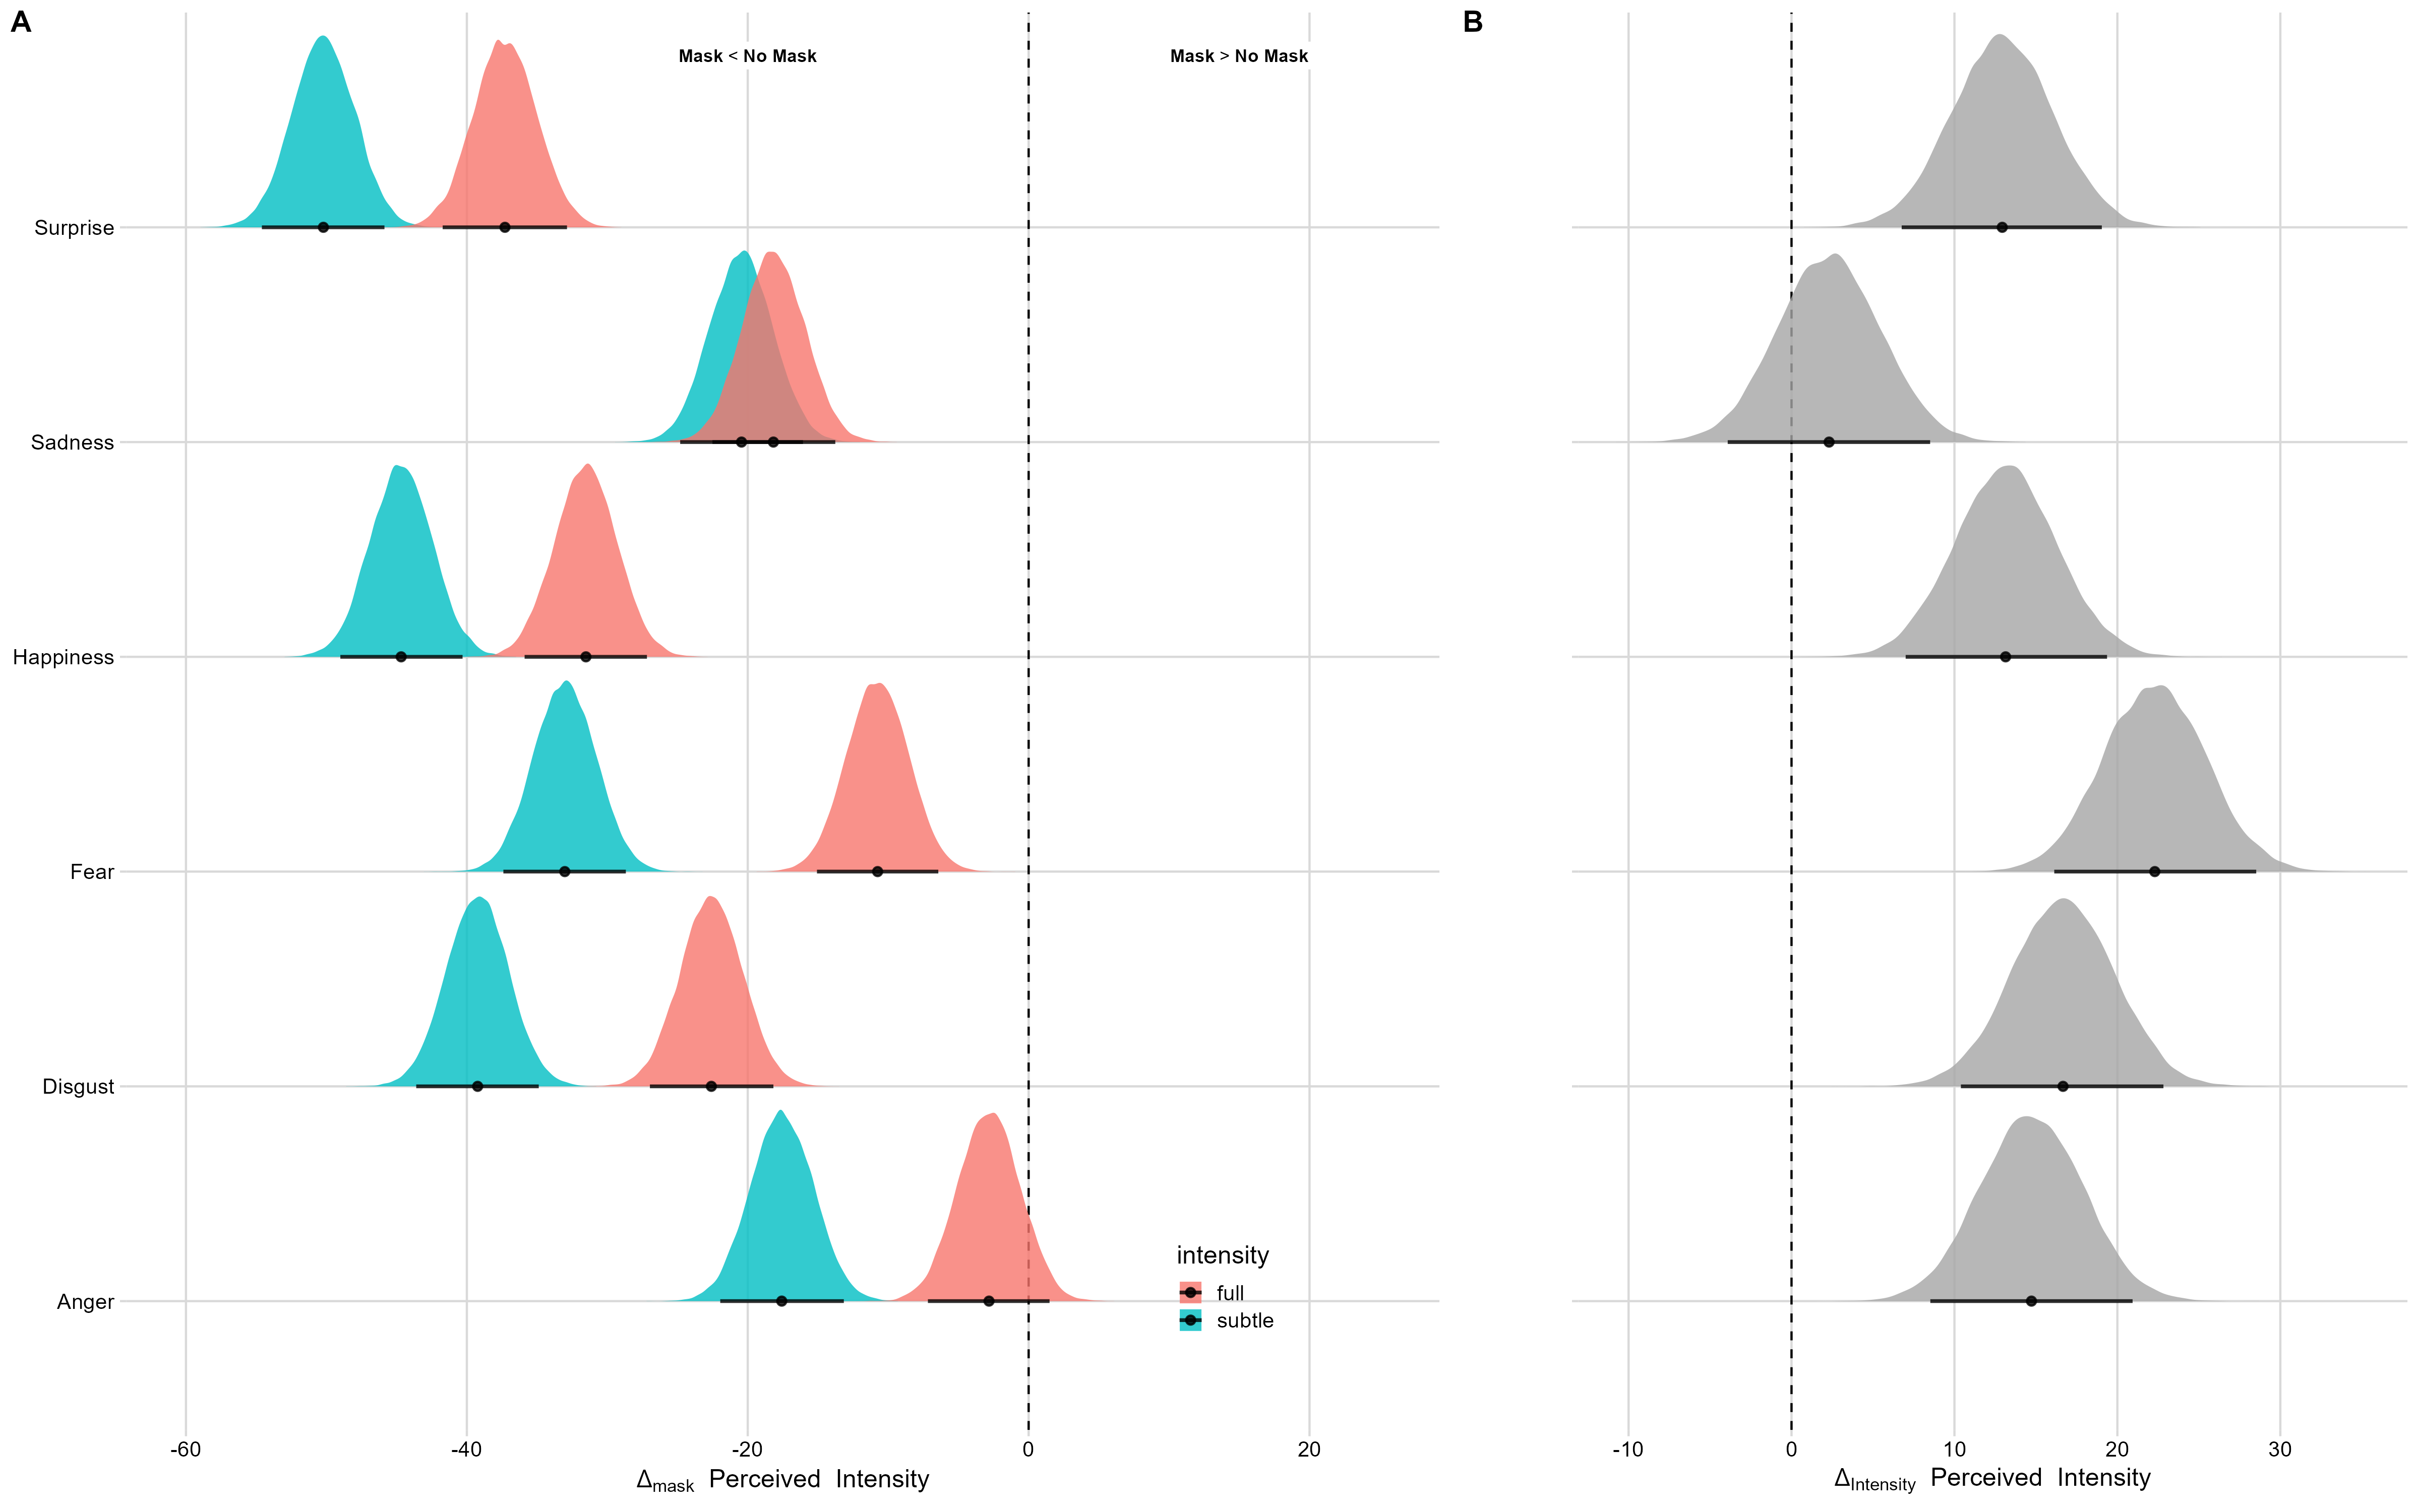 A
B
Mask < No Mask
Mask > No Mask
Surprise
Sadness
Happiness
Fear
Disgust
Anger
intensity
full
subtle
-60
-40
-20
0
20
-10
0
10
20
30
Δmask Perceived Intensity
ΔIntensity Perceived Intensity